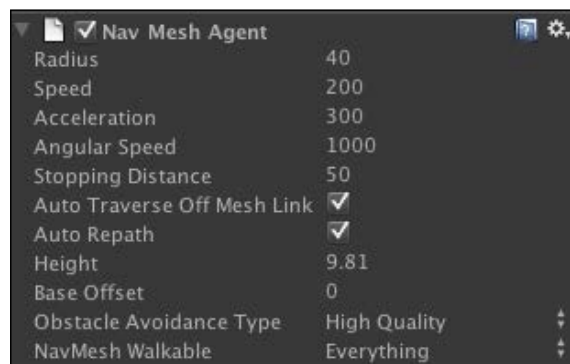 Nav Mesh Agent
Radius 40
Speed 200
Acceleration 300
Angular Speed 1000
Stopping Distance 50
Auto Traverse Off Mesh Link
Auto Repath
Height 9.81
Base Offset 0
Obstacle Avoidance Type High Quality
NavMesh Walkable Everything